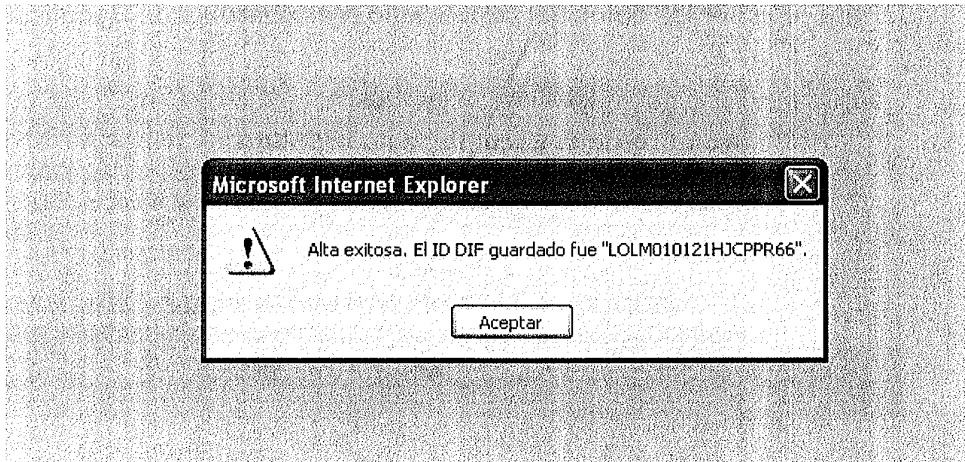 Microsoft Internet Explorer
Alta exitosa. El ID DIF guardado fue "LOLM010121HJCPPR66".
Aceptar